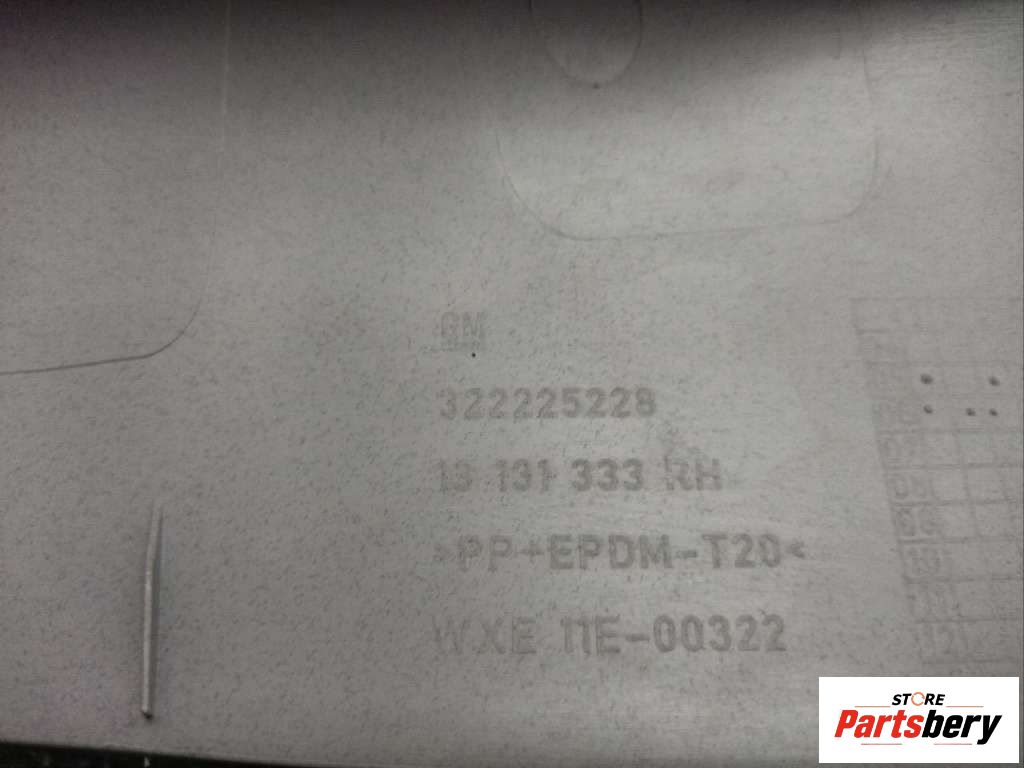 GM
322225228
13 131 333 RH
>PP+EPDM-T20<
WXE 11E-00322
STORE
Partsbery